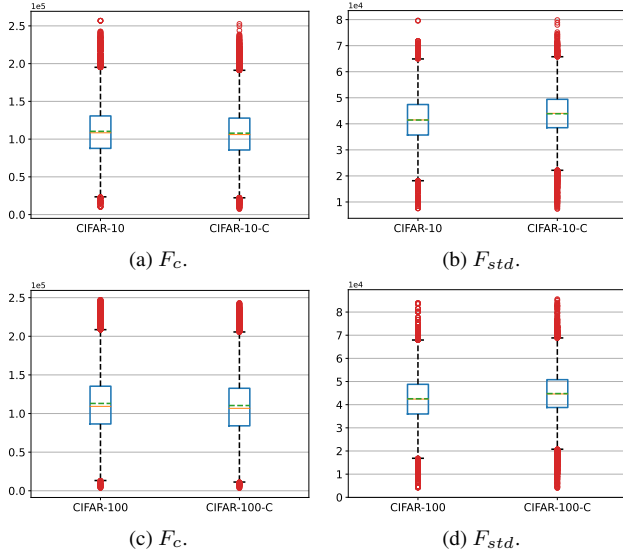 1e5
2.5
2.0
1.5
1.0
0.5
0.0
CIFAR-10 CIFAR-10-C
(a) F_c.
1e4
8
7
6
5
4
3
2
1
CIFAR-10 CIFAR-10-C
(b) F_std.
1e5
2.5
2.0
1.5
1.0
0.5
0.0
CIFAR-100 CIFAR-100-C
(c) F_c.
1e4
8
7
6
5
4
3
2
1
0
CIFAR-100 CIFAR-100-C
(d) F_std.